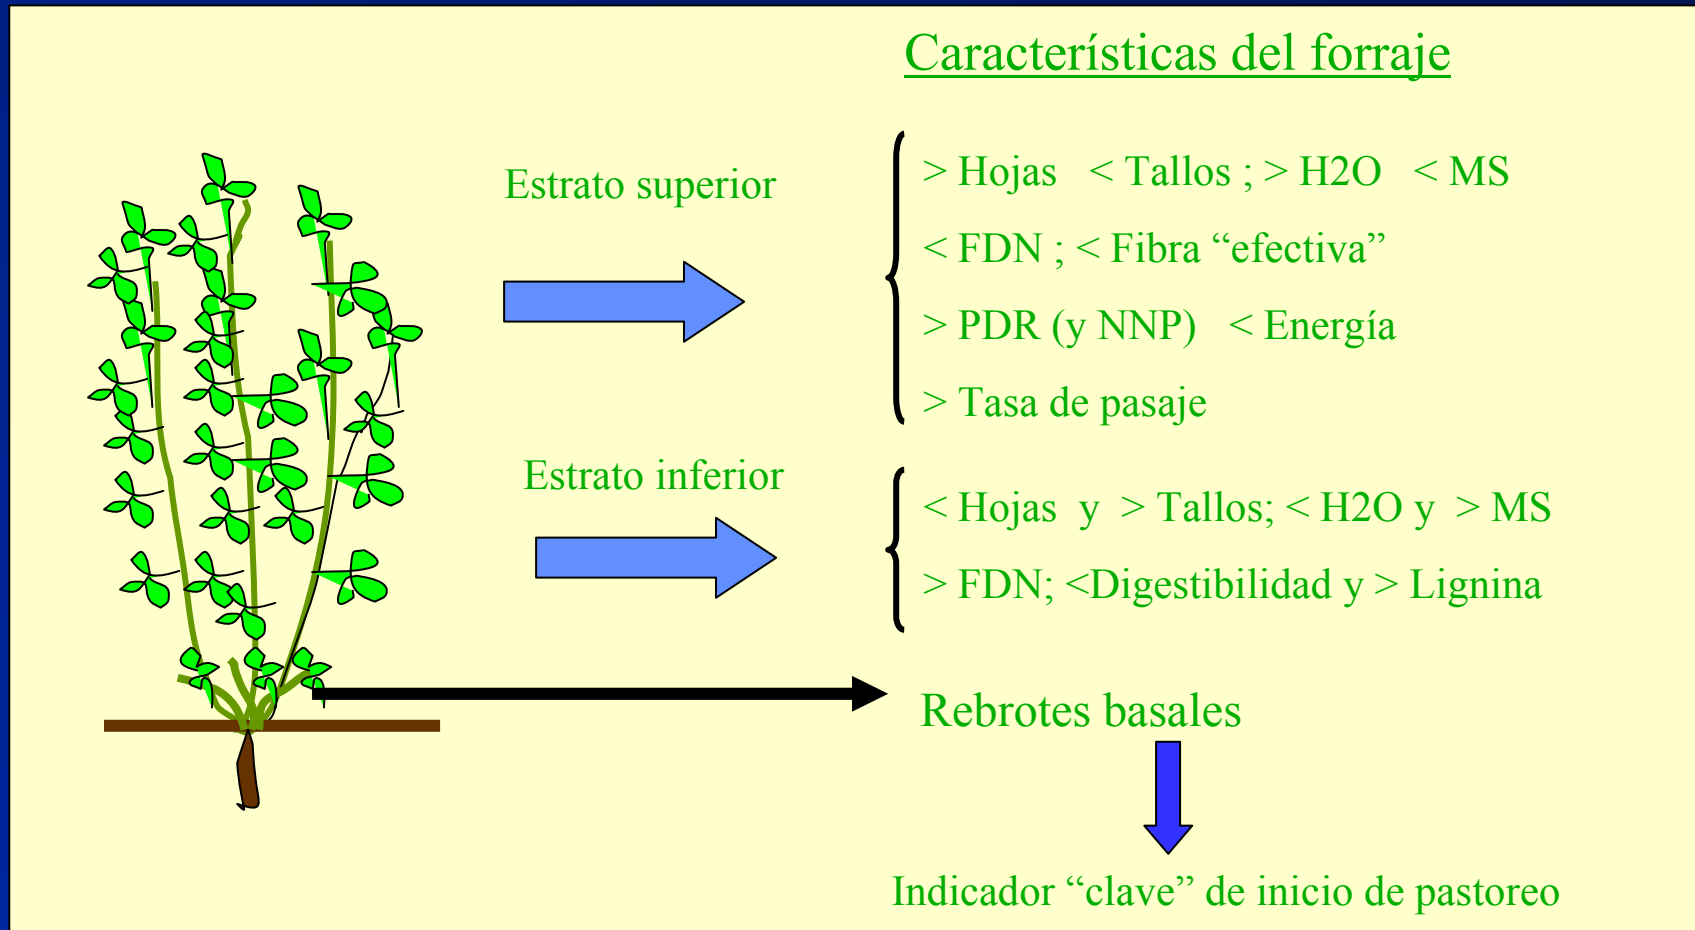 Características del forraje
Estrato superior
> Hojas < Tallos ; > H2O < MS
< FDN ; < Fibra “efectiva”
> PDR (y NNP) < Energía
> Tasa de pasaje
Estrato inferior
< Hojas y > Tallos; < H2O y > MS
> FDN; <Digestibilidad y > Lignina
Rebrotes basales
Indicador “clave” de inicio de pastoreo